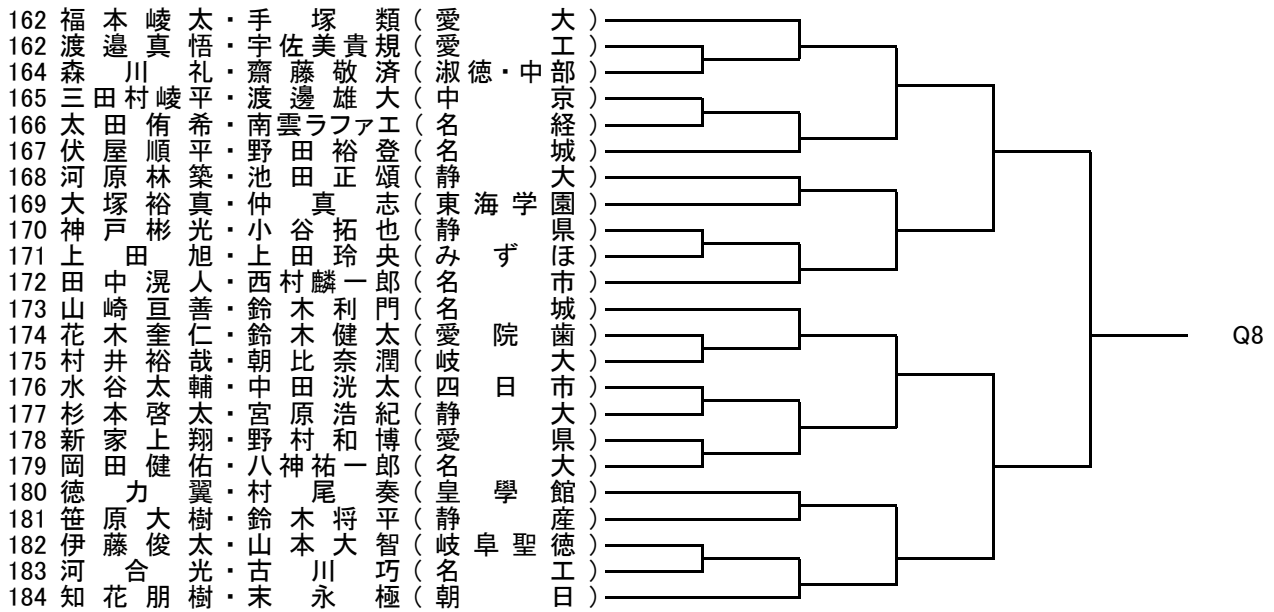 162 福本崚太・手塚類（愛大）
162 渡邉真悟・宇佐美貴規（愛工）
164 森川礼・齋藤敬済（淑徳・中部）
165 三田村崚平・渡邊雄大（中京）
166 太田侑希・南雲ラファエ（名経）
167 伏屋順平・野田裕登（名城）
168 河原林築・池田正頌（静大）
169 大塚裕真・仲真志（東海学園）
170 神戸彬光・小谷拓也（静県）
171 上田旭・上田玲央（みずほ）
172 田中滉人・西村麟一郎（名市）
173 山崎亘善・鈴木利門（名城）
174 花木奎仁・鈴木健太（愛院歯）
175 村井裕哉・朝比奈潤（岐大）
176 水谷太輔・中田洸太（四日市）
177 杉本啓太・宮原浩紀（静大）
178 新家上翔・野村和博（愛県）
179 岡田健佑・八神祐一郎（名大）
180 徳力翼・村尾奏（皇學館）
181 笹原大樹・鈴木将平（静産）
182 伊藤俊太・山本大智（岐阜聖徳）
183 河合光・古川巧（名工）
184 知花朋樹・末永極（朝日）
Q8